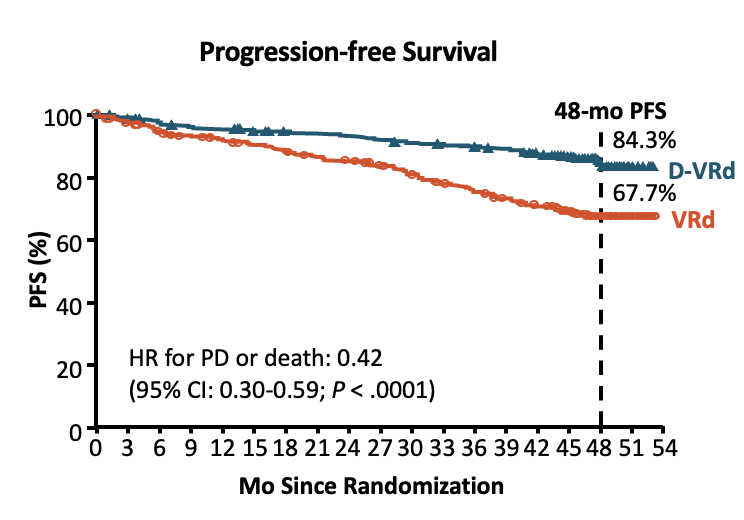 Progression-free Survival
48-mo PFS
84.3%
D-VRd
67.7%
VRd
PFS (%)
100
80
60
40
20
0
HR for PD or death: 0.42
(95% CI: 0.30-0.59; P < .0001)
0 3 6 9 12 15 18 21 24 27 30 33 36 39 42 45 48 51 54
Mo Since Randomization